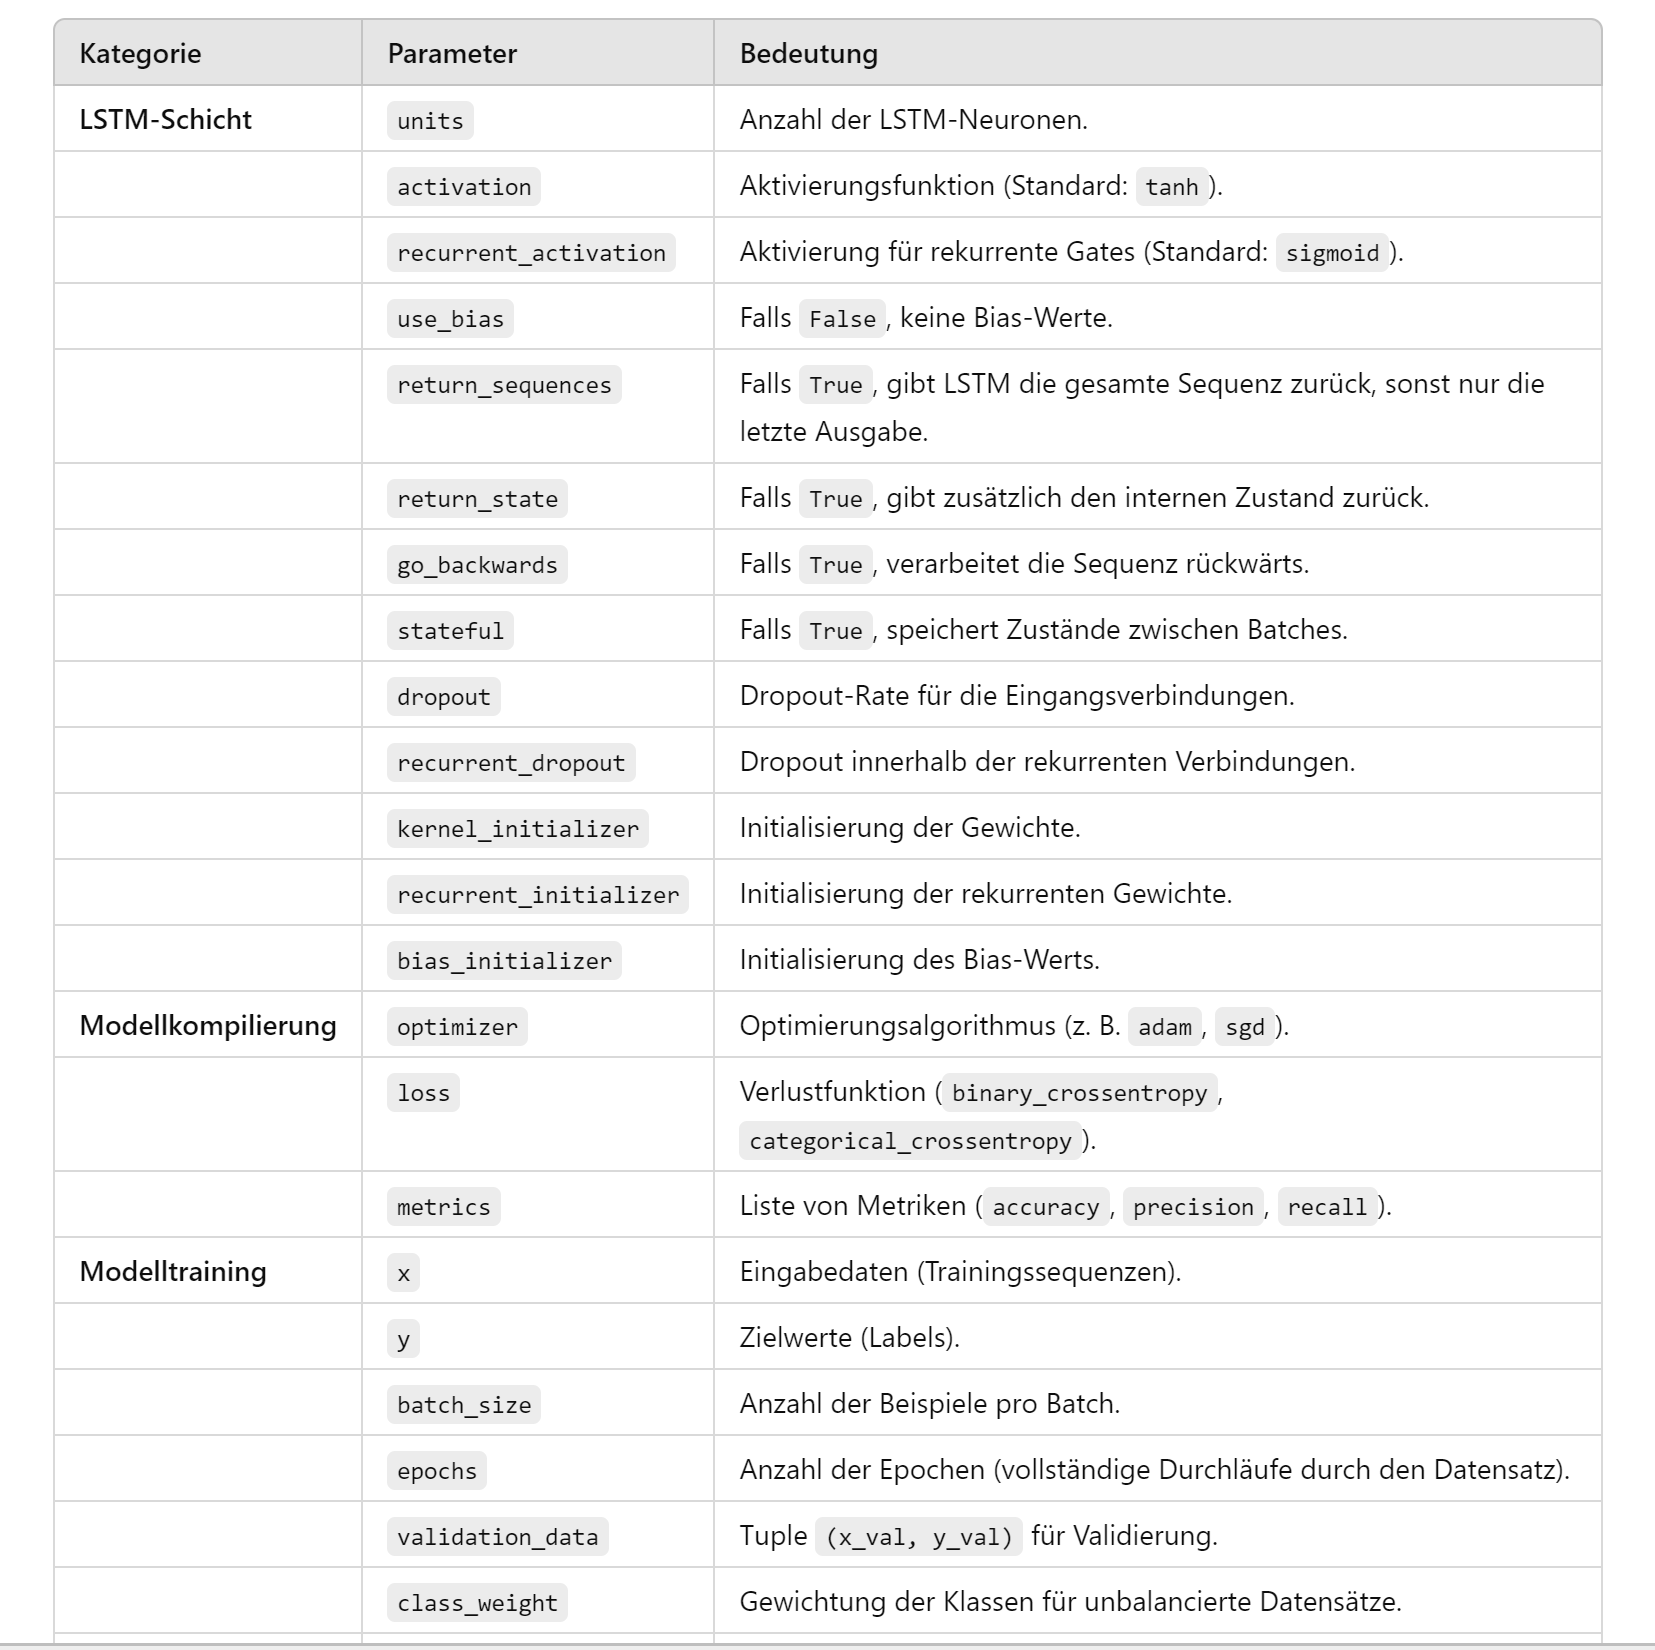 Kategorie Parameter Bedeutung
LSTM-Schicht units Anzahl der LSTM-Neuronen.
activation Aktivierungsfunktion (Standard: tanh).
recurrent_activation Aktivierung für rekurrente Gates (Standard: sigmoid).
use_bias Falls False, keine Bias-Werte.
return_sequences Falls True, gibt LSTM die gesamte Sequenz zurück, sonst nur die
letzte Ausgabe.
return_state Falls True, gibt zusätzlich den internen Zustand zurück.
go_backwards Falls True, verarbeitet die Sequenz rückwärts.
stateful Falls True, speichert Zustände zwischen Batches.
dropout Dropout-Rate für die Eingangsverbindungen.
recurrent_dropout Dropout innerhalb der rekurrenten Verbindungen.
kernel_initializer Initialisierung der Gewichte.
recurrent_initializer Initialisierung der rekurrenten Gewichte.
bias_initializer Initialisierung des Bias-Werts.
Modellkompilierung optimizer Optimierungsalgorithmus (z. B. adam, sgd).
loss Verlustfunktion (binary_crossentropy,
categorical_crossentropy).
metrics Liste von Metriken (accuracy, precision, recall).
Modelltraining x Eingabedaten (Trainingssequenzen).
y Zielwerte (Labels).
batch_size Anzahl der Beispiele pro Batch.
epochs Anzahl der Epochen (vollständige Durchläufe durch den Datensatz).
validation_data Tuple (x_val, y_val) für Validierung.
class_weight Gewichtung der Klassen für unbalancierte Datensätze.